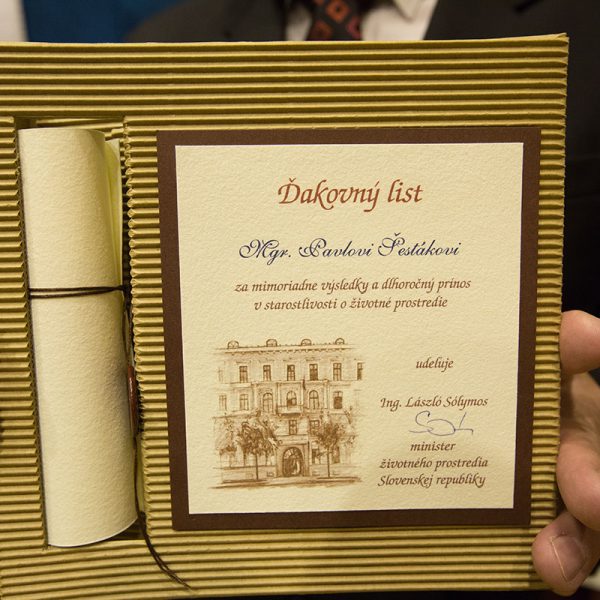 Ďakovný list
Mgr. Pavlovi Šesťákovi
za mimoriadne výsledky a dlhoročný prínos
v starostlivosti o životné prostredie
udeľuje
Ing. László Sólymos
minister
životného prostredia
Slovenskej republiky